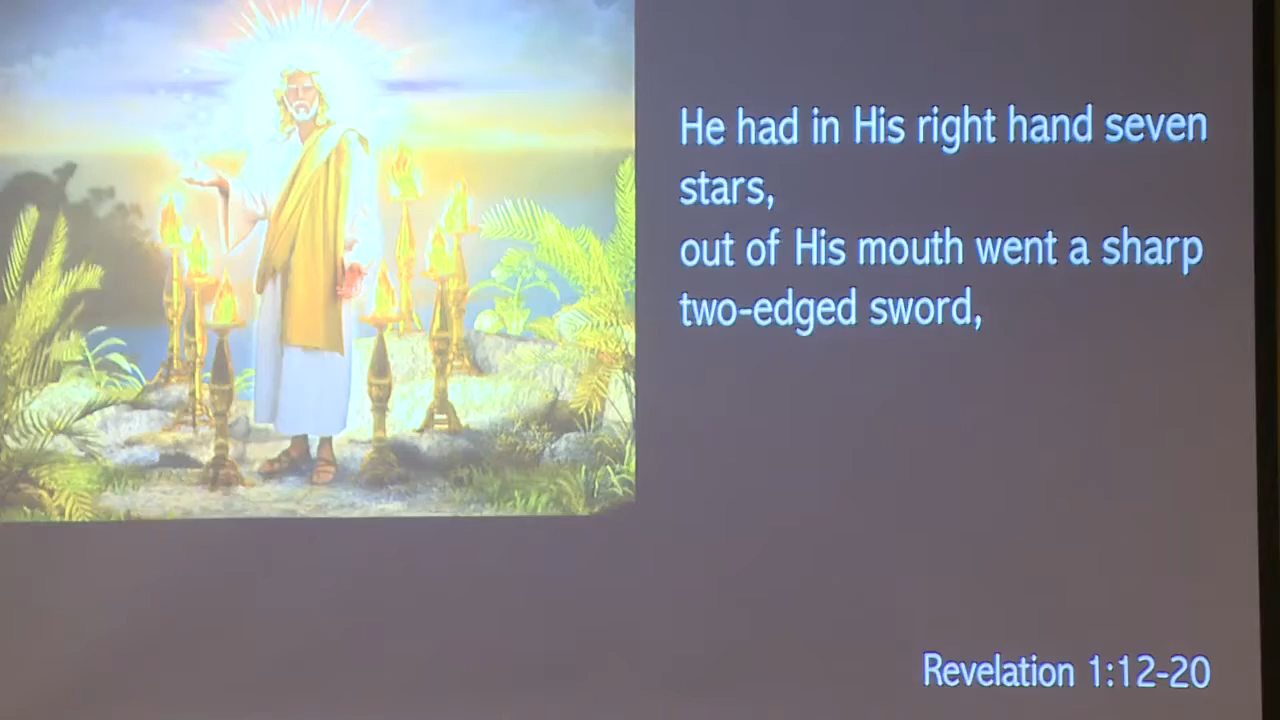 He had in His right hand seven
stars,
out of His mouth went a sharp
two-edged sword,
Revelation 1:12-20